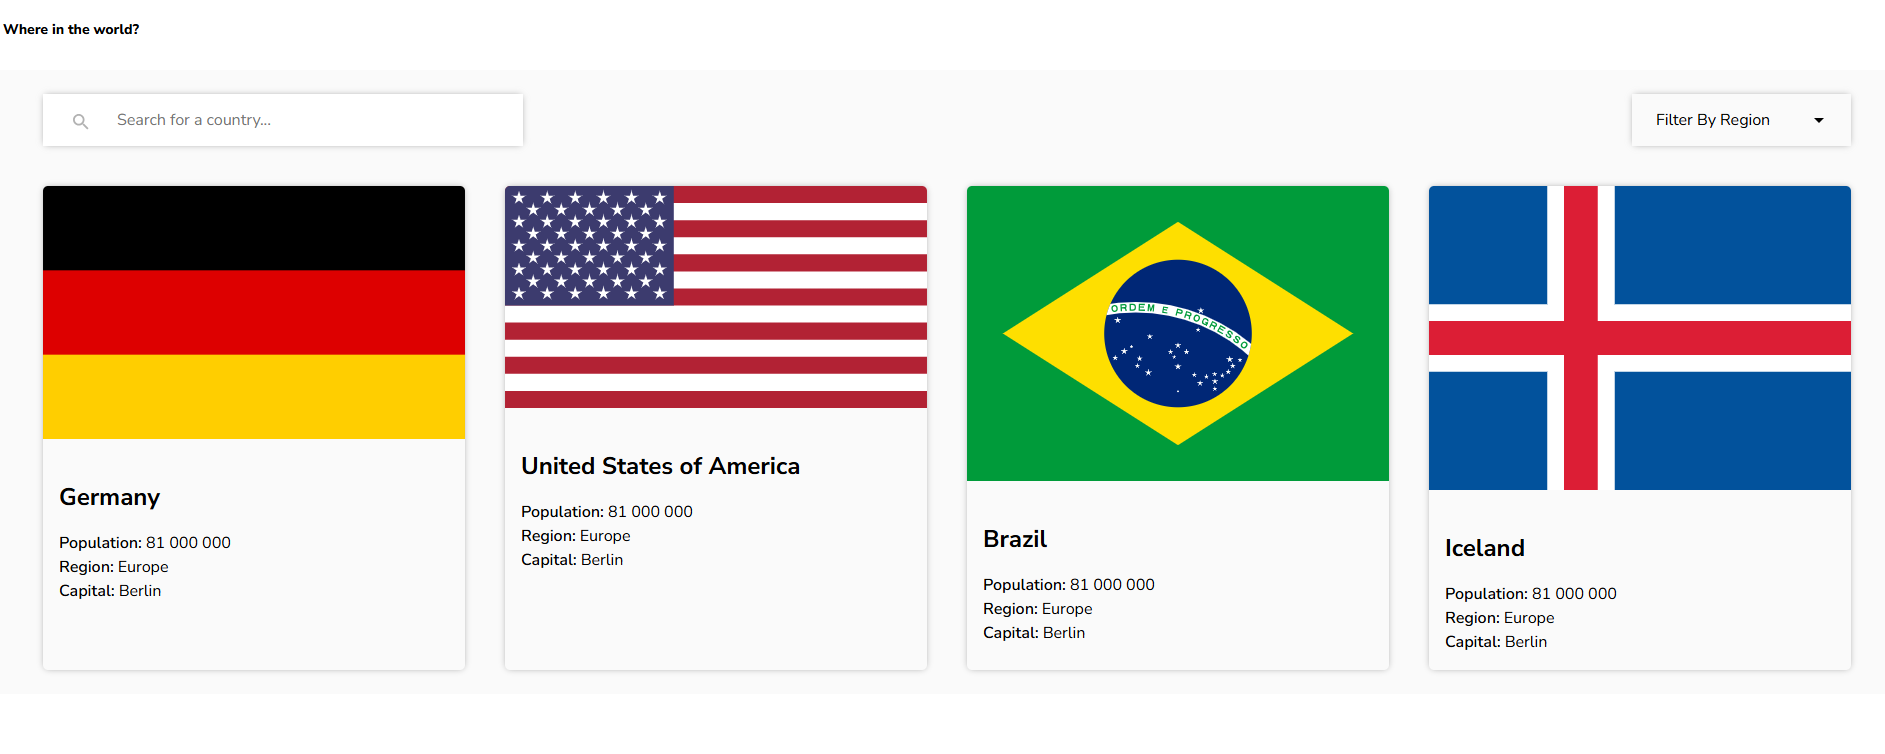 Where in the world?
Search for a country...
Filter By Region
ORDEM E PROGRESSO
Germany
Population: 81 000 000
Region: Europe
Capital: Berlin
United States of America
Population: 81 000 000
Region: Europe
Capital: Berlin
Brazil
Population: 81 000 000
Region: Europe
Capital: Berlin
Iceland
Population: 81 000 000
Region: Europe
Capital: Berlin